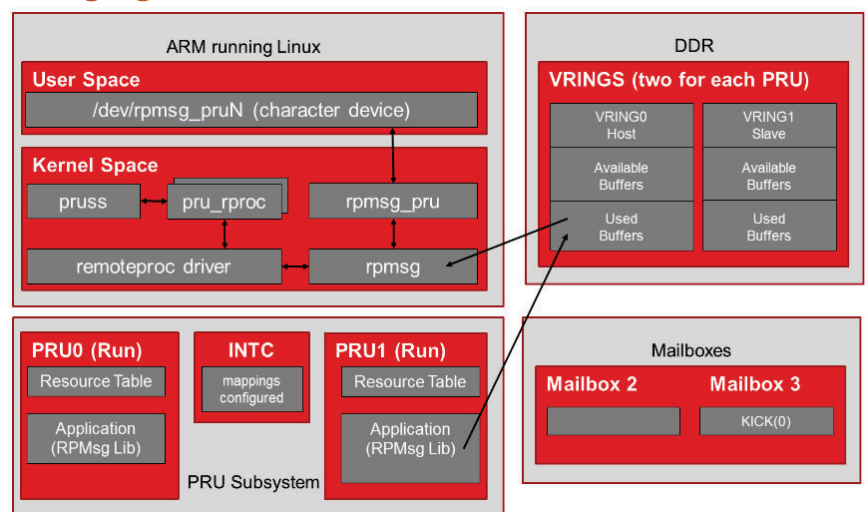 ARM running Linux
User Space
/dev/rpmsg_pruN (character device)
Kernel Space
pruss
pru_rproc
rpmsg_pru
remoteproc driver
rpmsg
DDR
VRINGS (two for each PRU)
VRING0
Host
Available
Buffers
Used
Buffers
VRING1
Slave
Available
Buffers
Used
Buffers
PRU0 (Run)
Resource Table
Application
(RPMsg Lib)
INTC
mappings
configured
PRU1 (Run)
Resource Table
Application
(RPMsg Lib)
PRU Subsystem
Mailboxes
Mailbox 2
Mailbox 3
KICK(0)